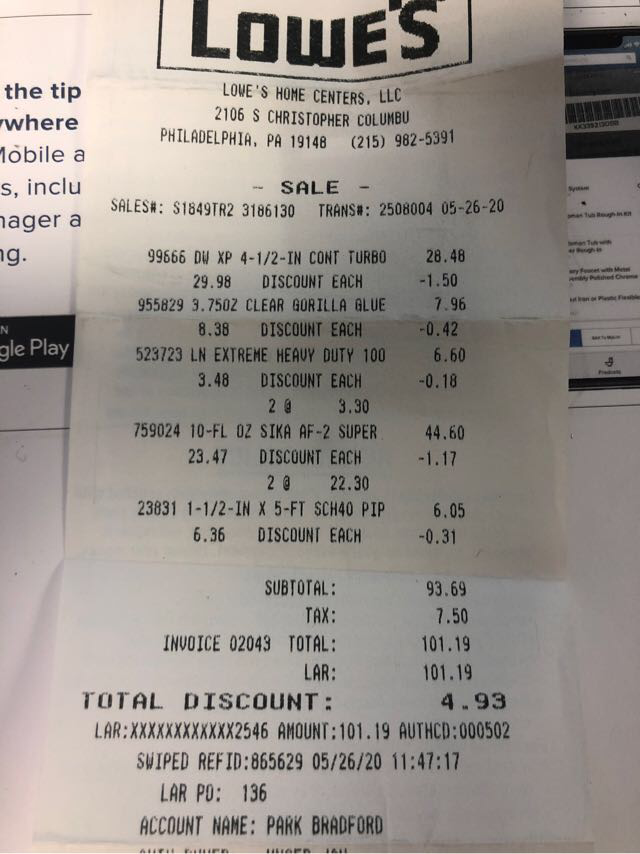 LOWE'S
LOWE'S HOME CENTERS, LLC
2106 S CHRISTOPHER COLUMBU
PHILADELPHIA, PA 19148 (215) 982-5391
- SALE -
SALES#: S1849TR2 3186130 TRANS#: 2508004 05-26-20
99666 DW XP 4-1/2-IN CONT TURBO 28.48
29.98 DISCOUNT EACH -1.50
955829 3.75OZ CLEAR GORILLA GLUE 7.96
8.38 DISCOUNT EACH -0.42
523723 LN EXTREME HEAVY DUTY 100 6.60
3.48 DISCOUNT EACH -0.18
2 @ 3.30
759024 10-FL OZ SIKA AF-2 SUPER 44.60
23.47 DISCOUNT EACH -1.17
2 @ 22.30
23831 1-1/2-IN X 5-FT SCH40 PIP 6.05
6.36 DISCOUNT EACH -0.31
SUBTOTAL: 93.69
TAX: 7.50
INVOICE 02043 TOTAL: 101.19
LAR: 101.19
TOTAL DISCOUNT: 4.93
LAR:XXXXXXXXXXXX2546 AMOUNT:101.19 AUTHCD:000502
SWIPED REFID:865629 05/26/20 11:47:17
LAR PO: 136
ACCOUNT NAME: PARK BRADFORD
the tip
ywhere
Mobile a
s, inclu
nager a
ng.
gle Play
System
Products